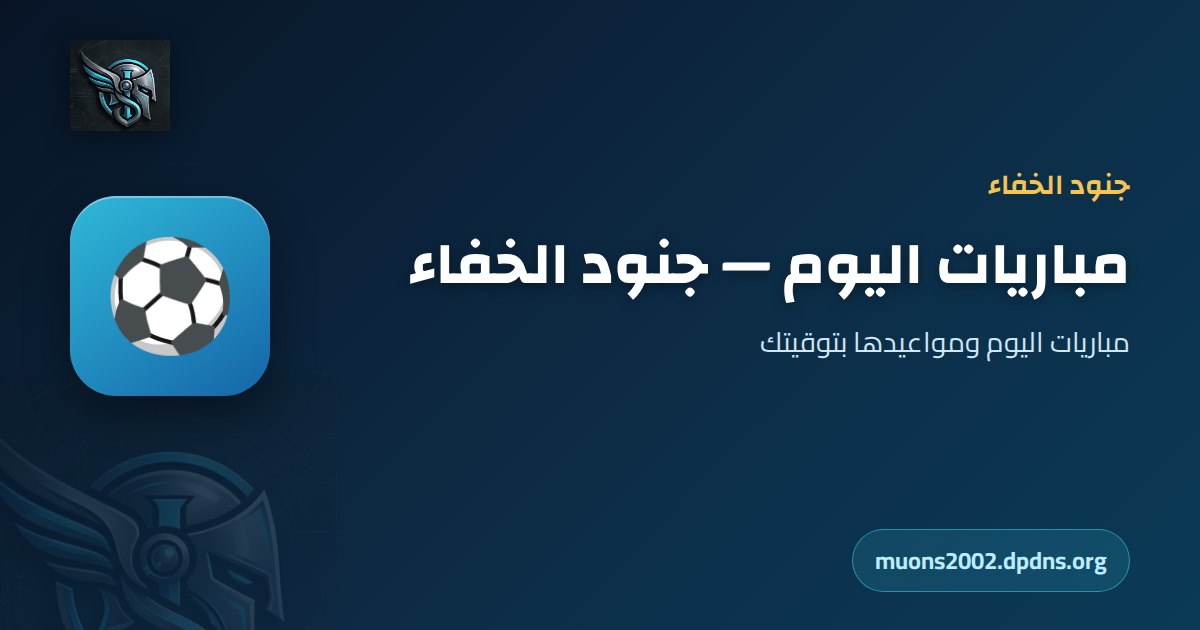 جنود الخفاء
مباريات اليوم — جنود الخفاء
مباريات اليوم ومواعيدها بتوقيتك
muons2002.dpdns.org